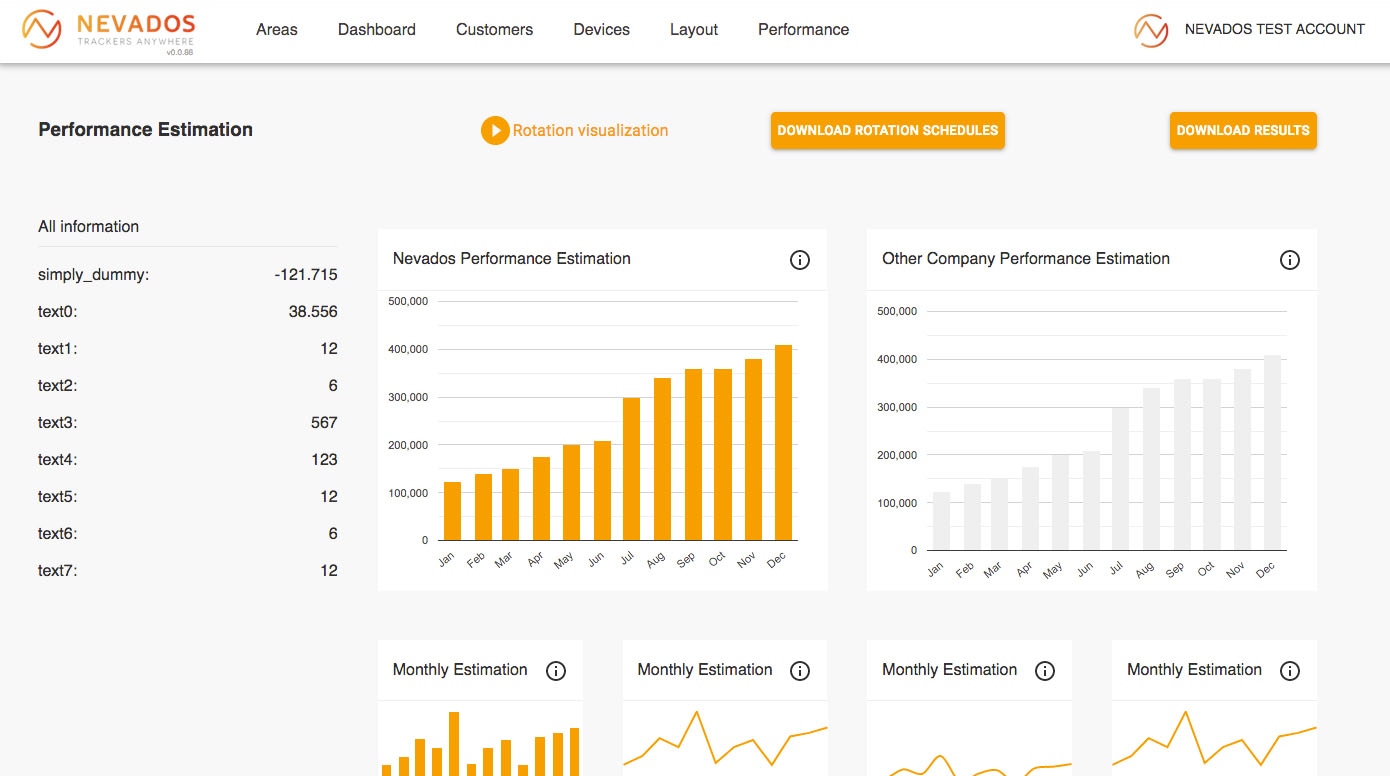 NEVADOS
TRACKERS ANYWHERE
v0.0.88
Areas Dashboard Customers Devices Layout Performance
NEVADOS TEST ACCOUNT
Performance Estimation
Rotation visualization
DOWNLOAD ROTATION SCHEDULES
DOWNLOAD RESULTS
All information
simply_dummy: -121.715
text0: 38.556
text1: 12
text2: 6
text3: 567
text4: 123
text5: 12
text6: 6
text7: 12
Nevados Performance Estimation
500,000
400,000
300,000
200,000
100,000
0
Jan Feb Mar Apr May Jun Jul Aug Sep Oct Nov Dec
Other Company Performance Estimation
500,000
400,000
300,000
200,000
100,000
0
Jan Feb Mar Apr May Jun Jul Aug Sep Oct Nov Dec
Monthly Estimation
Monthly Estimation
Monthly Estimation
Monthly Estimation